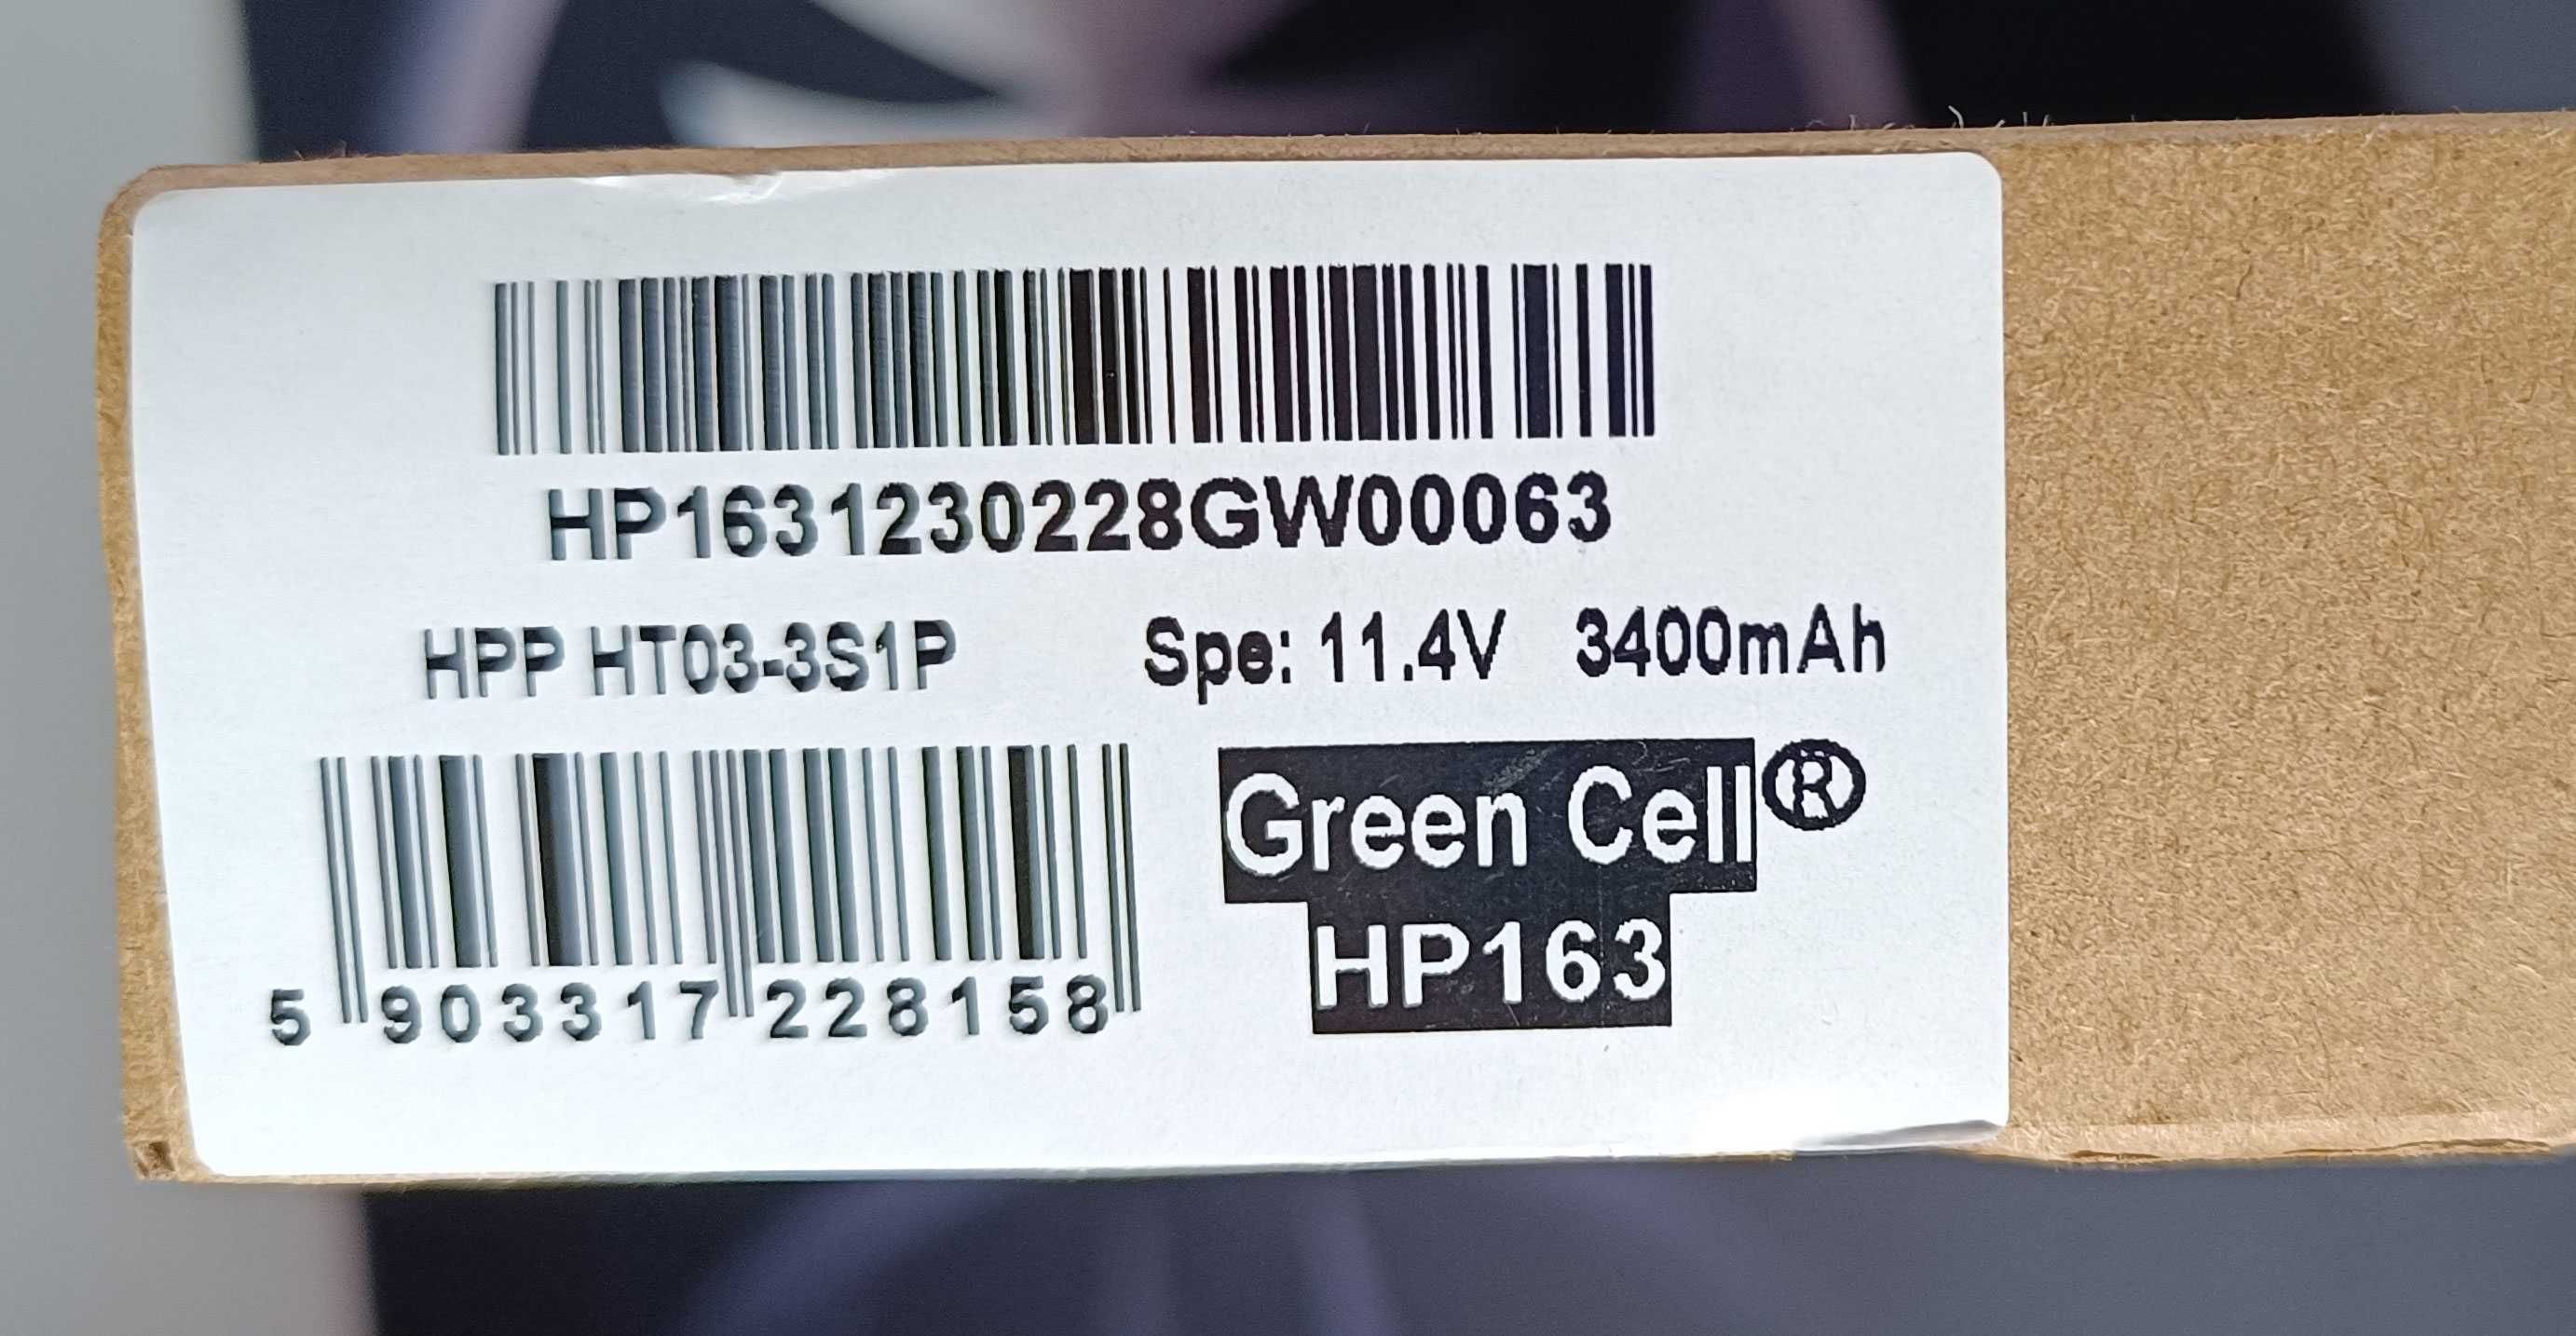 HP1631230228GW00063
HPP HT03-3S1P Spe: 11.4V 3400mAh
5 903317 228158
Green Cell®
HP163